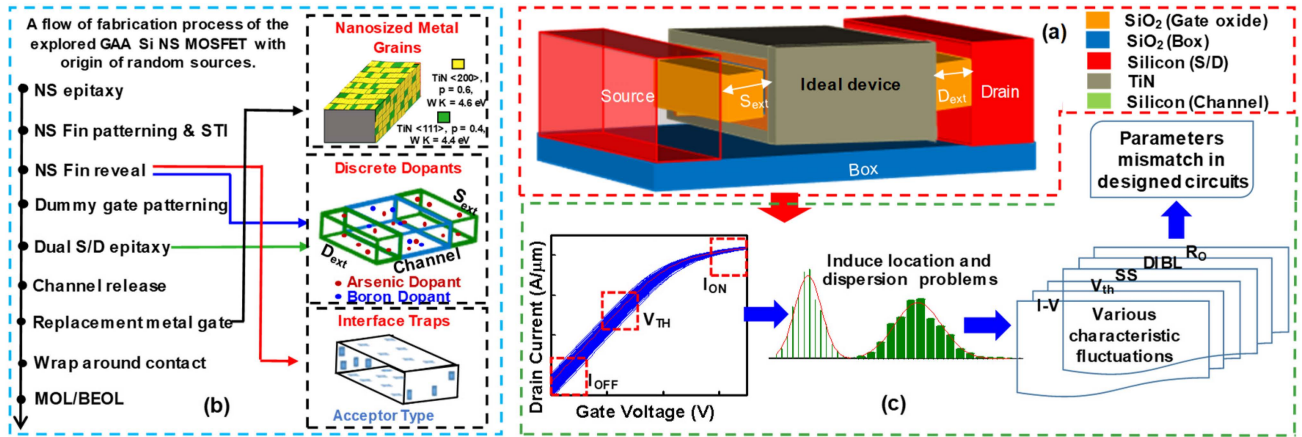 (b)
A flow of fabrication process of the
explored GAA Si NS MOSFET with
origin of random sources.
NS epitaxy
NS Fin patterning & STI
NS Fin reveal
Dummy gate patterning
Dual S/D epitaxy
Channel release
Replacement metal gate
Wrap around contact
MOL/BEOL
(b)
Nanosized Metal
Grains
TiN <200>,
p = 0.6,
WK = 4.6 eV
TiN <111>, p = 0.4,
WK = 4.4 eV
Discrete Dopants
Sext
Dext
Channel
Arsenic Dopant
Boron Dopant
Interface Traps
Acceptor Type
(a)
Source
Sext
Ideal device
Dext
Drain
Box
SiO2 (Gate oxide)
SiO2 (Box)
Silicon (S/D)
TiN
Silicon (Channel)
Drain Current (A/µm)
ION
VTH
IOFF
Gate Voltage (V)
Induce location and
dispersion problems
(c)
Parameters
mismatch in
designed circuits
RO
DIBL
SS
Vth
I-V
Various
characteristic
fluctuations